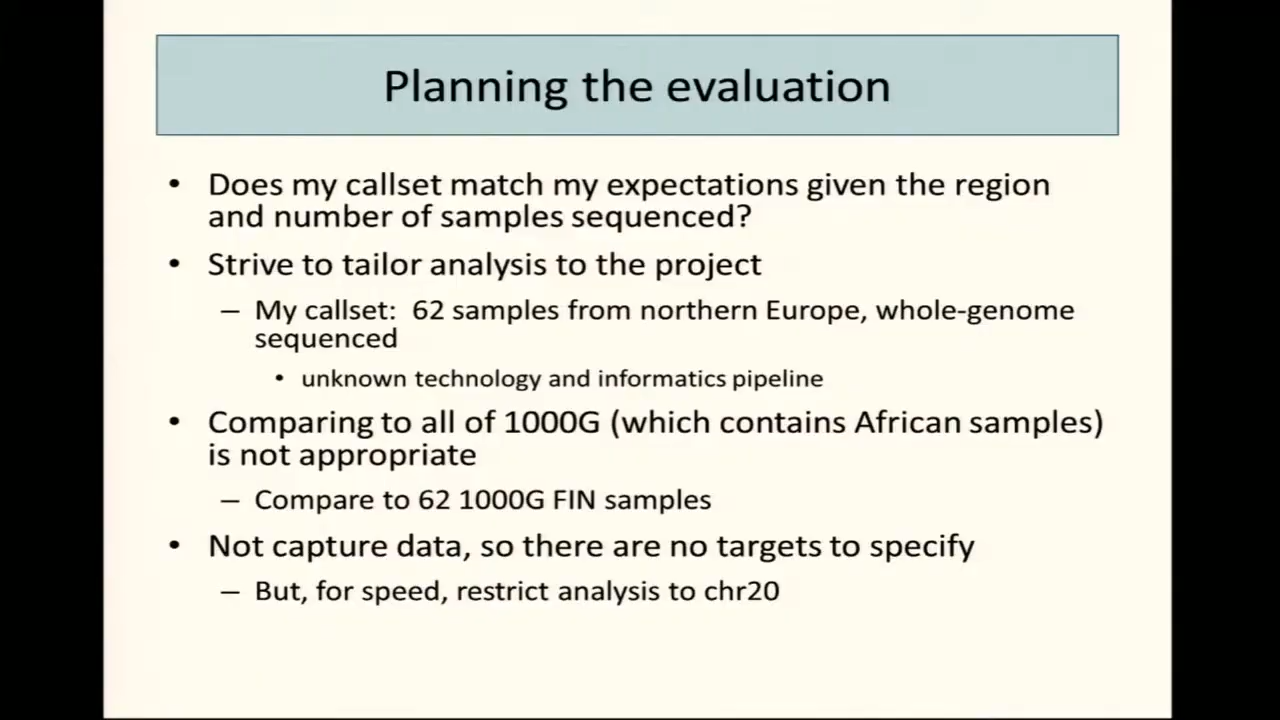 Planning the evaluation
• Does my callset match my expectations given the region
and number of samples sequenced?
• Strive to tailor analysis to the project
– My callset: 62 samples from northern Europe, whole-genome
sequenced
• unknown technology and informatics pipeline
• Comparing to all of 1000G (which contains African samples)
is not appropriate
– Compare to 62 1000G FIN samples
• Not capture data, so there are no targets to specify
– But, for speed, restrict analysis to chr20